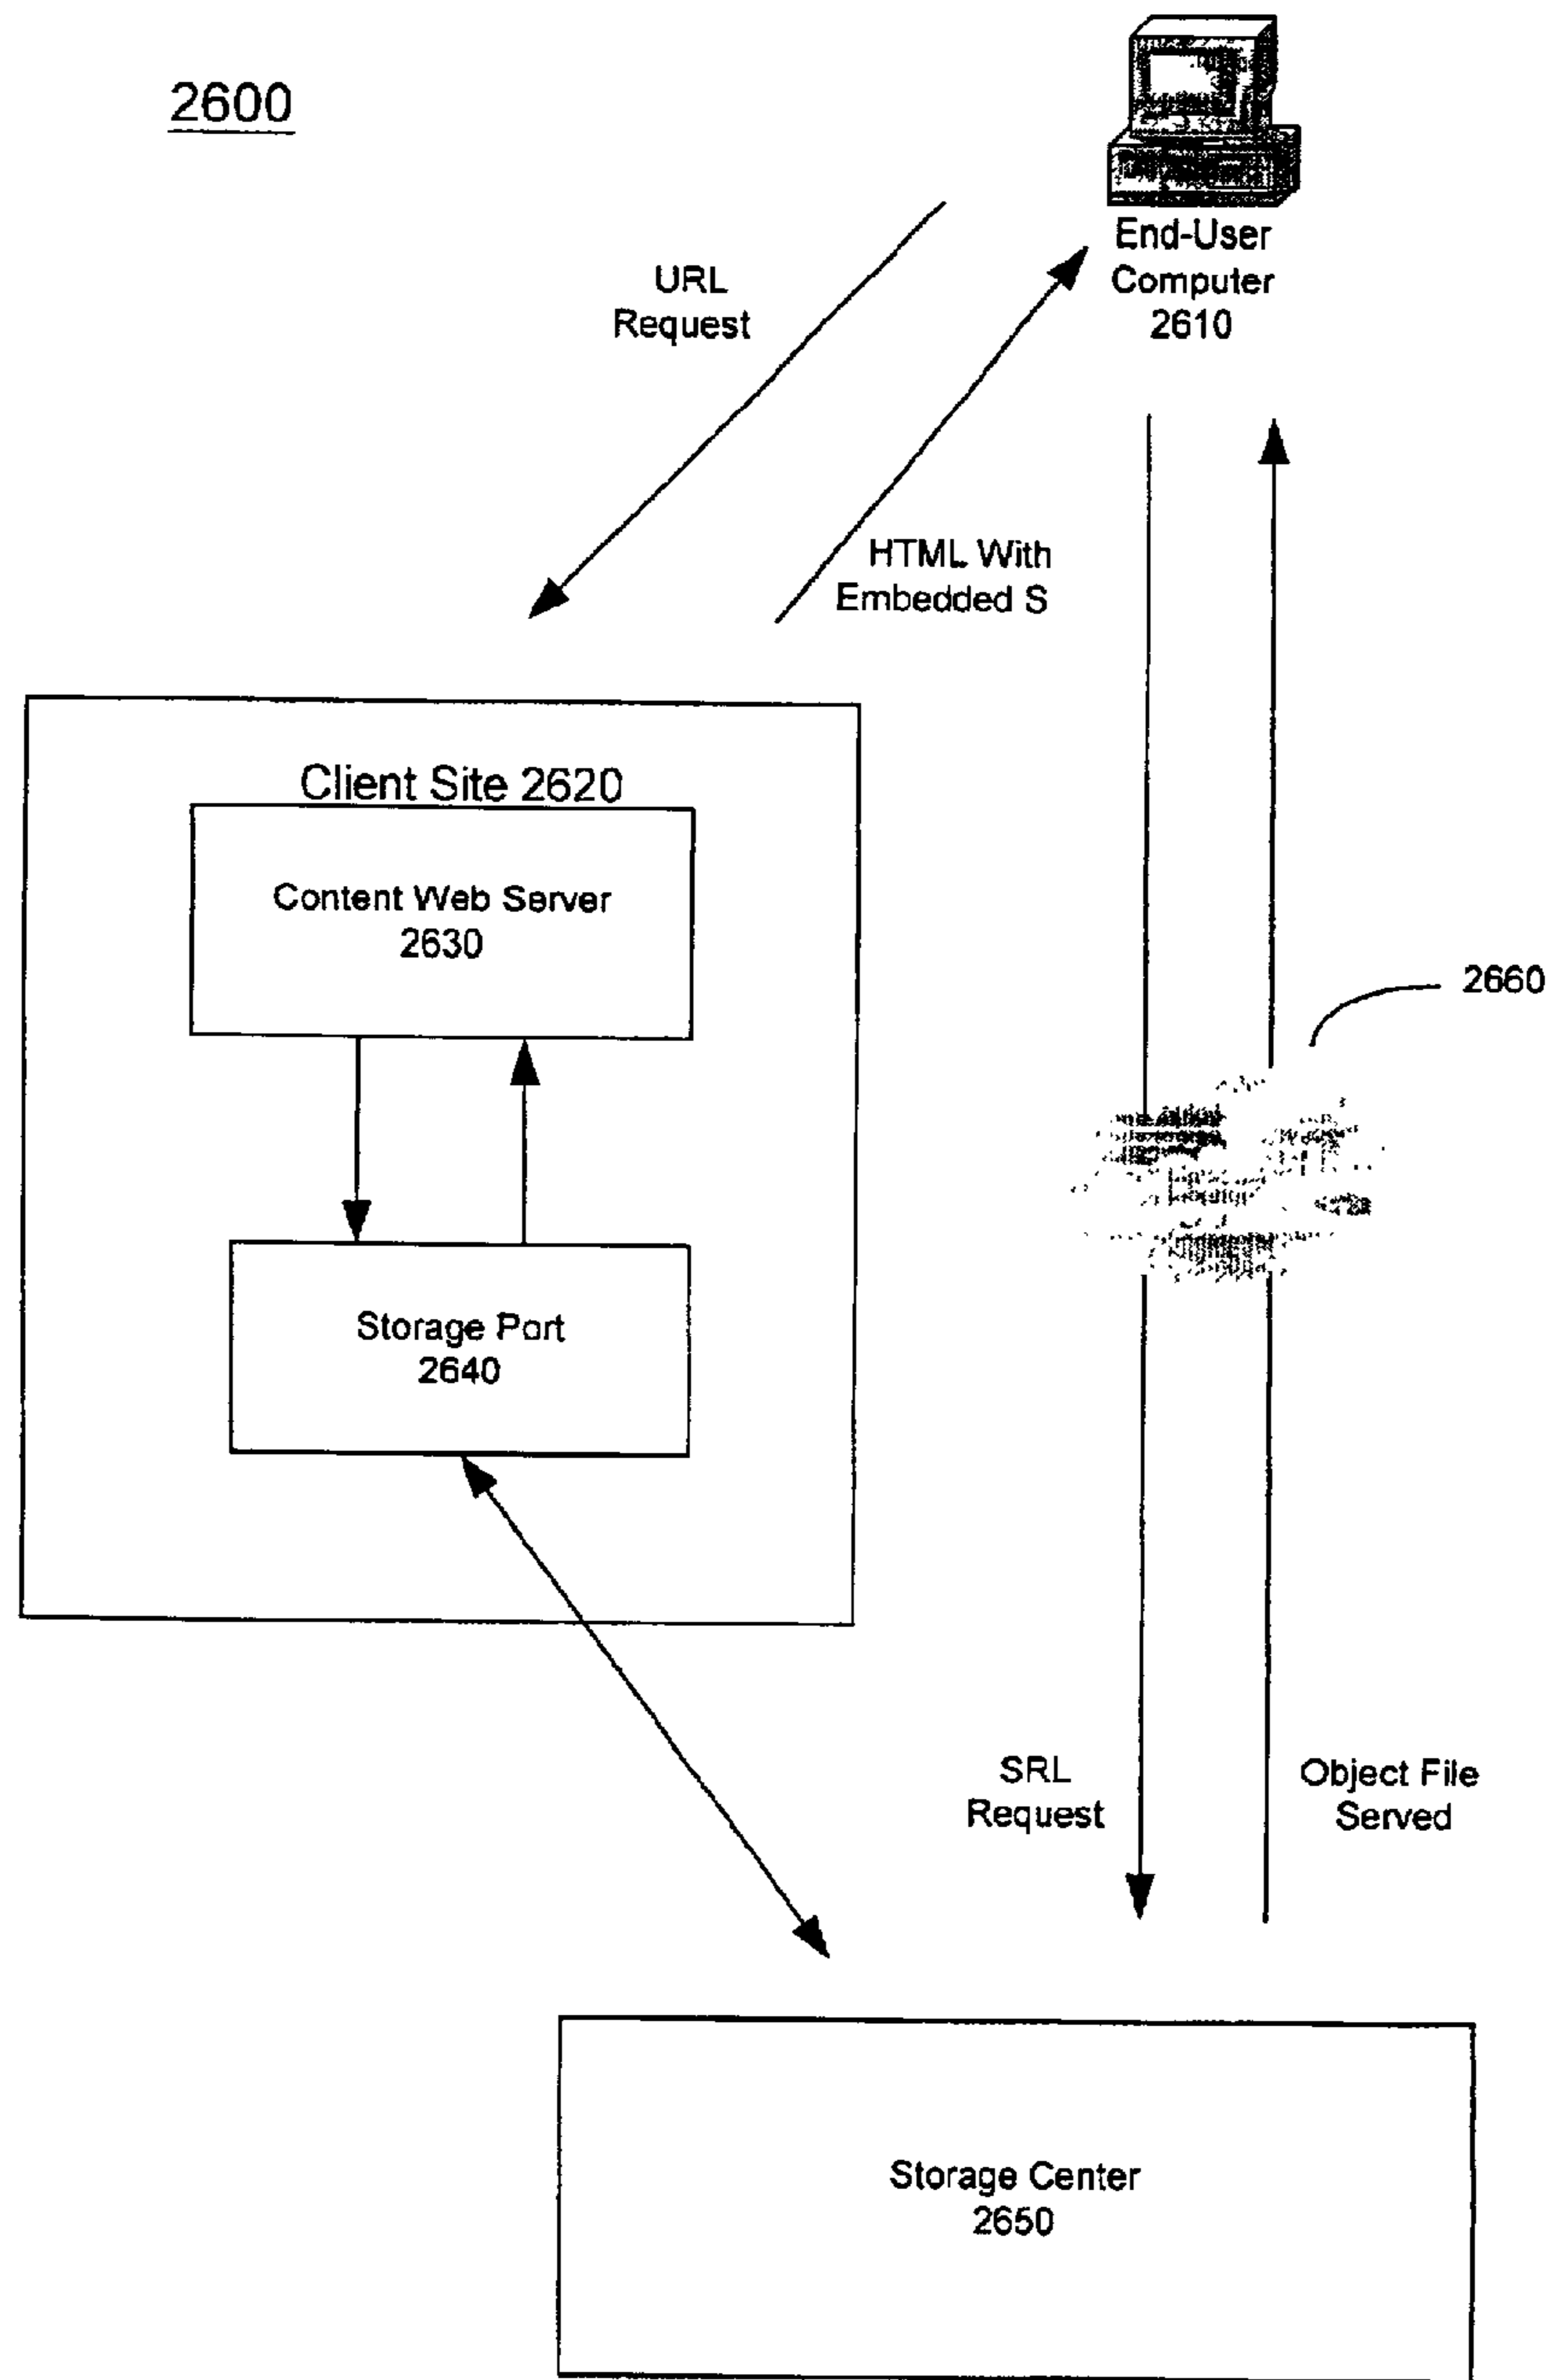 2600
End-User
Computer
2610
URL
Request
HTML With
Embedded S
Client Site 2620
Content Web Server
2630
2660
Storage Port
2640
SRL
Request
Object File
Served
Storage Center
2650